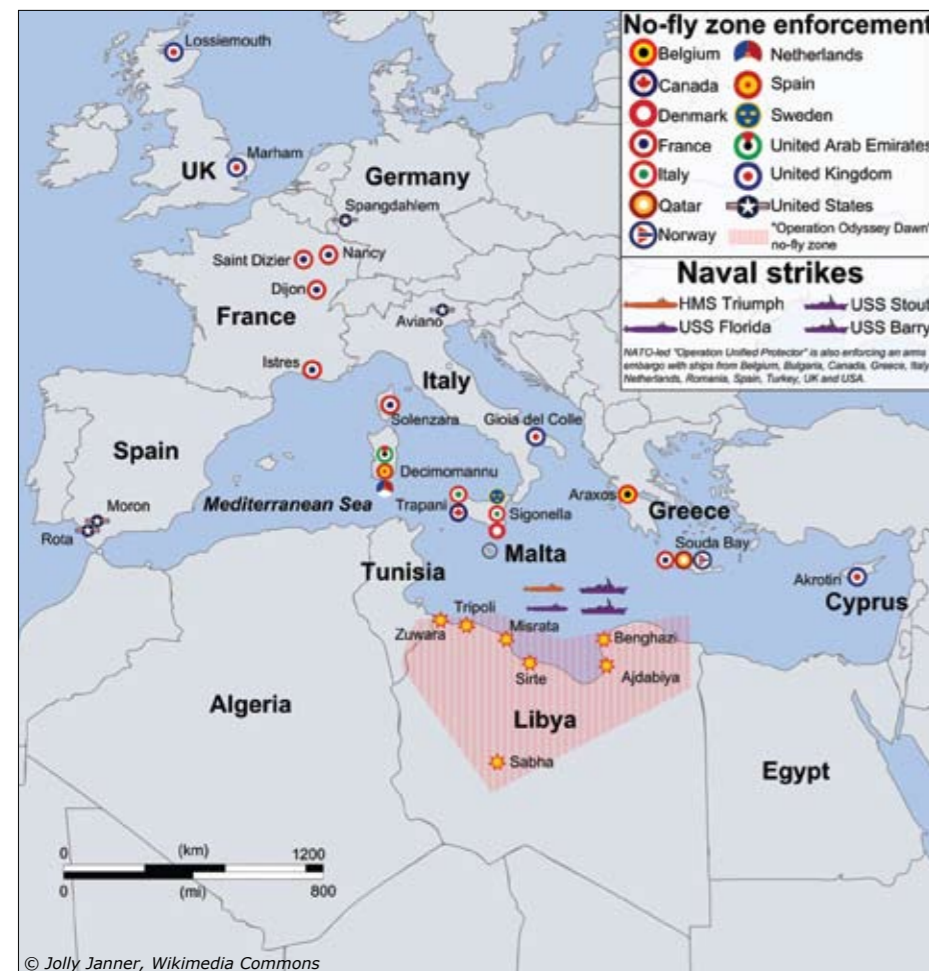 No-fly zone enforcement
Belgium
Netherlands
Canada
Spain
Denmark
Sweden
France
United Arab Emirates
Italy
United Kingdom
Qatar
United States
Norway
"Operation Odyssey Dawn"
no-fly zone
Naval strikes
HMS Triumph
USS Stout
USS Florida
USS Barry
NATO-led "Operation Unified Protector" is also enforcing an arms
embargo with ships from Belgium, Bulgaria, Canada, Greece, Italy
Netherlands, Romania, Spain, Turkey, UK and USA.
Lossiemouth
Marham
UK
Germany
Spangdahlem
Saint Dizier
Nancy
Dijon
France
Aviano
Istres
Italy
Solenzara
Gioia del Colle
Spain
Decimomannu
Mediterranean Sea
Trapani
Sigonella
Araxos
Greece
Moron
Rota
Souda Bay
Malta
Tunisia
Akrotiri
Cyprus
Tripoli
Zuwara
Misrata
Benghazi
Sirte
Ajdabiya
Algeria
Libya
Sabha
Egypt
0 (km) 1200
0 (mi) 800
© Jolly Janner, Wikimedia Commons